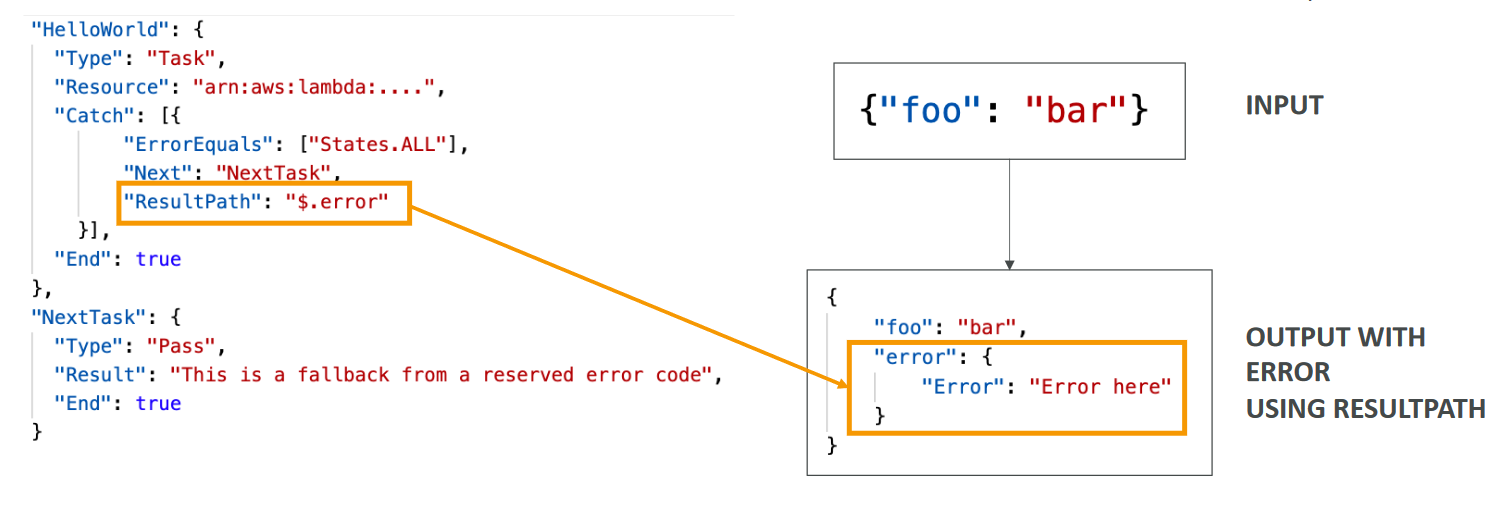 "HelloWorld": {
"Type": "Task",
"Resource": "arn:aws:lambda:....",
"Catch": [{
"ErrorEquals": ["States.ALL"],
"Next": "NextTask",
"ResultPath": "$.error"
}],
"End": true
},
"NextTask": {
"Type": "Pass",
"Result": "This is a fallback from a reserved error code",
"End": true
}
{"foo": "bar"}
INPUT
{
"foo": "bar",
"error": {
"Error": "Error here"
}
}
OUTPUT WITH
ERROR
USING RESULTPATH